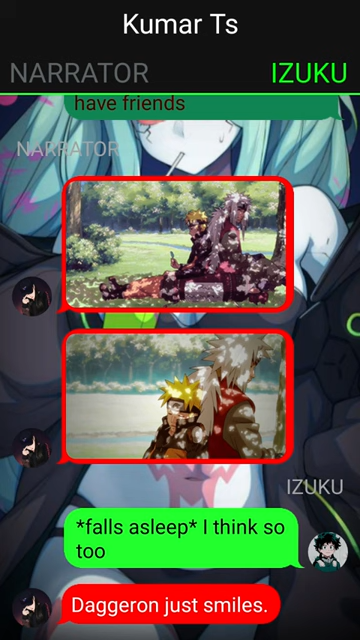 Kumar Ts
NARRATOR
IZUKU
have friends
NARRATOR
IZUKU
*falls asleep* I think so
too
Daggeron just smiles.